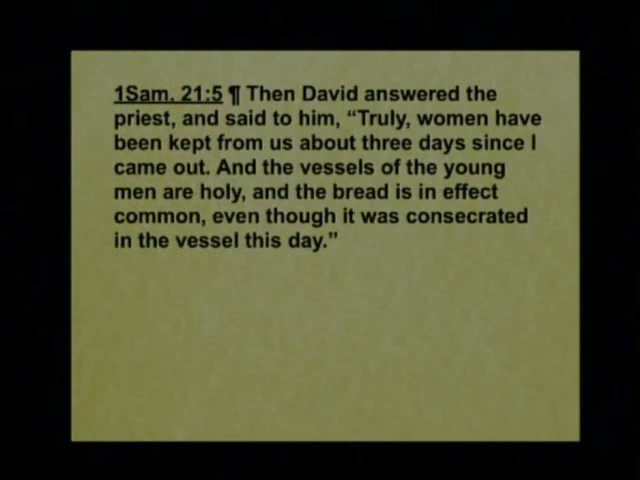 1Sam. 21:5 ¶ Then David answered the
priest, and said to him, “Truly, women have
been kept from us about three days since I
came out. And the vessels of the young
men are holy, and the bread is in effect
common, even though it was consecrated
in the vessel this day.”